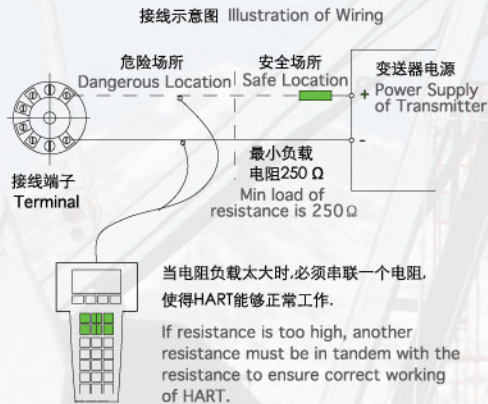 接线示意图 Illustration of Wiring
危险场所
Dangerous Location
安全场所
Safe Location
变送器电源
Power Supply
of Transmitter
+
-
接线端子
Terminal
最小负载
电阻250 Ω
Min load of
resistance is 250Ω
当电阻负载太大时,必须串联一个电阻,
使得HART能够正常工作.
If resistance is too high, another
resistance must be in tandem with the
resistance to ensure correct working
of HART.